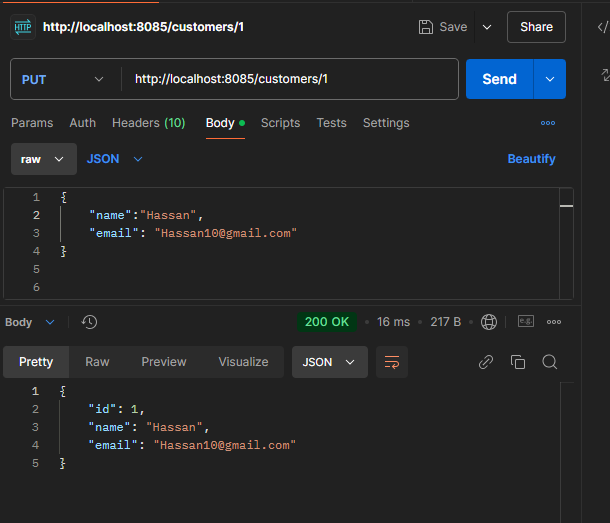 HTTP http://localhost:8085/customers/1 Save Share
PUT http://localhost:8085/customers/1 Send
Params Auth Headers (10) Body Scripts Tests Settings
raw JSON Beautify
1 {
2 "name":"Hassan",
3 "email": "Hassan10@gmail.com"
4 }
5
6
Body 200 OK 16 ms 217 B e.g.
Pretty Raw Preview Visualize JSON
1 {
2 "id": 1,
3 "name": "Hassan",
4 "email": "Hassan10@gmail.com"
5 }